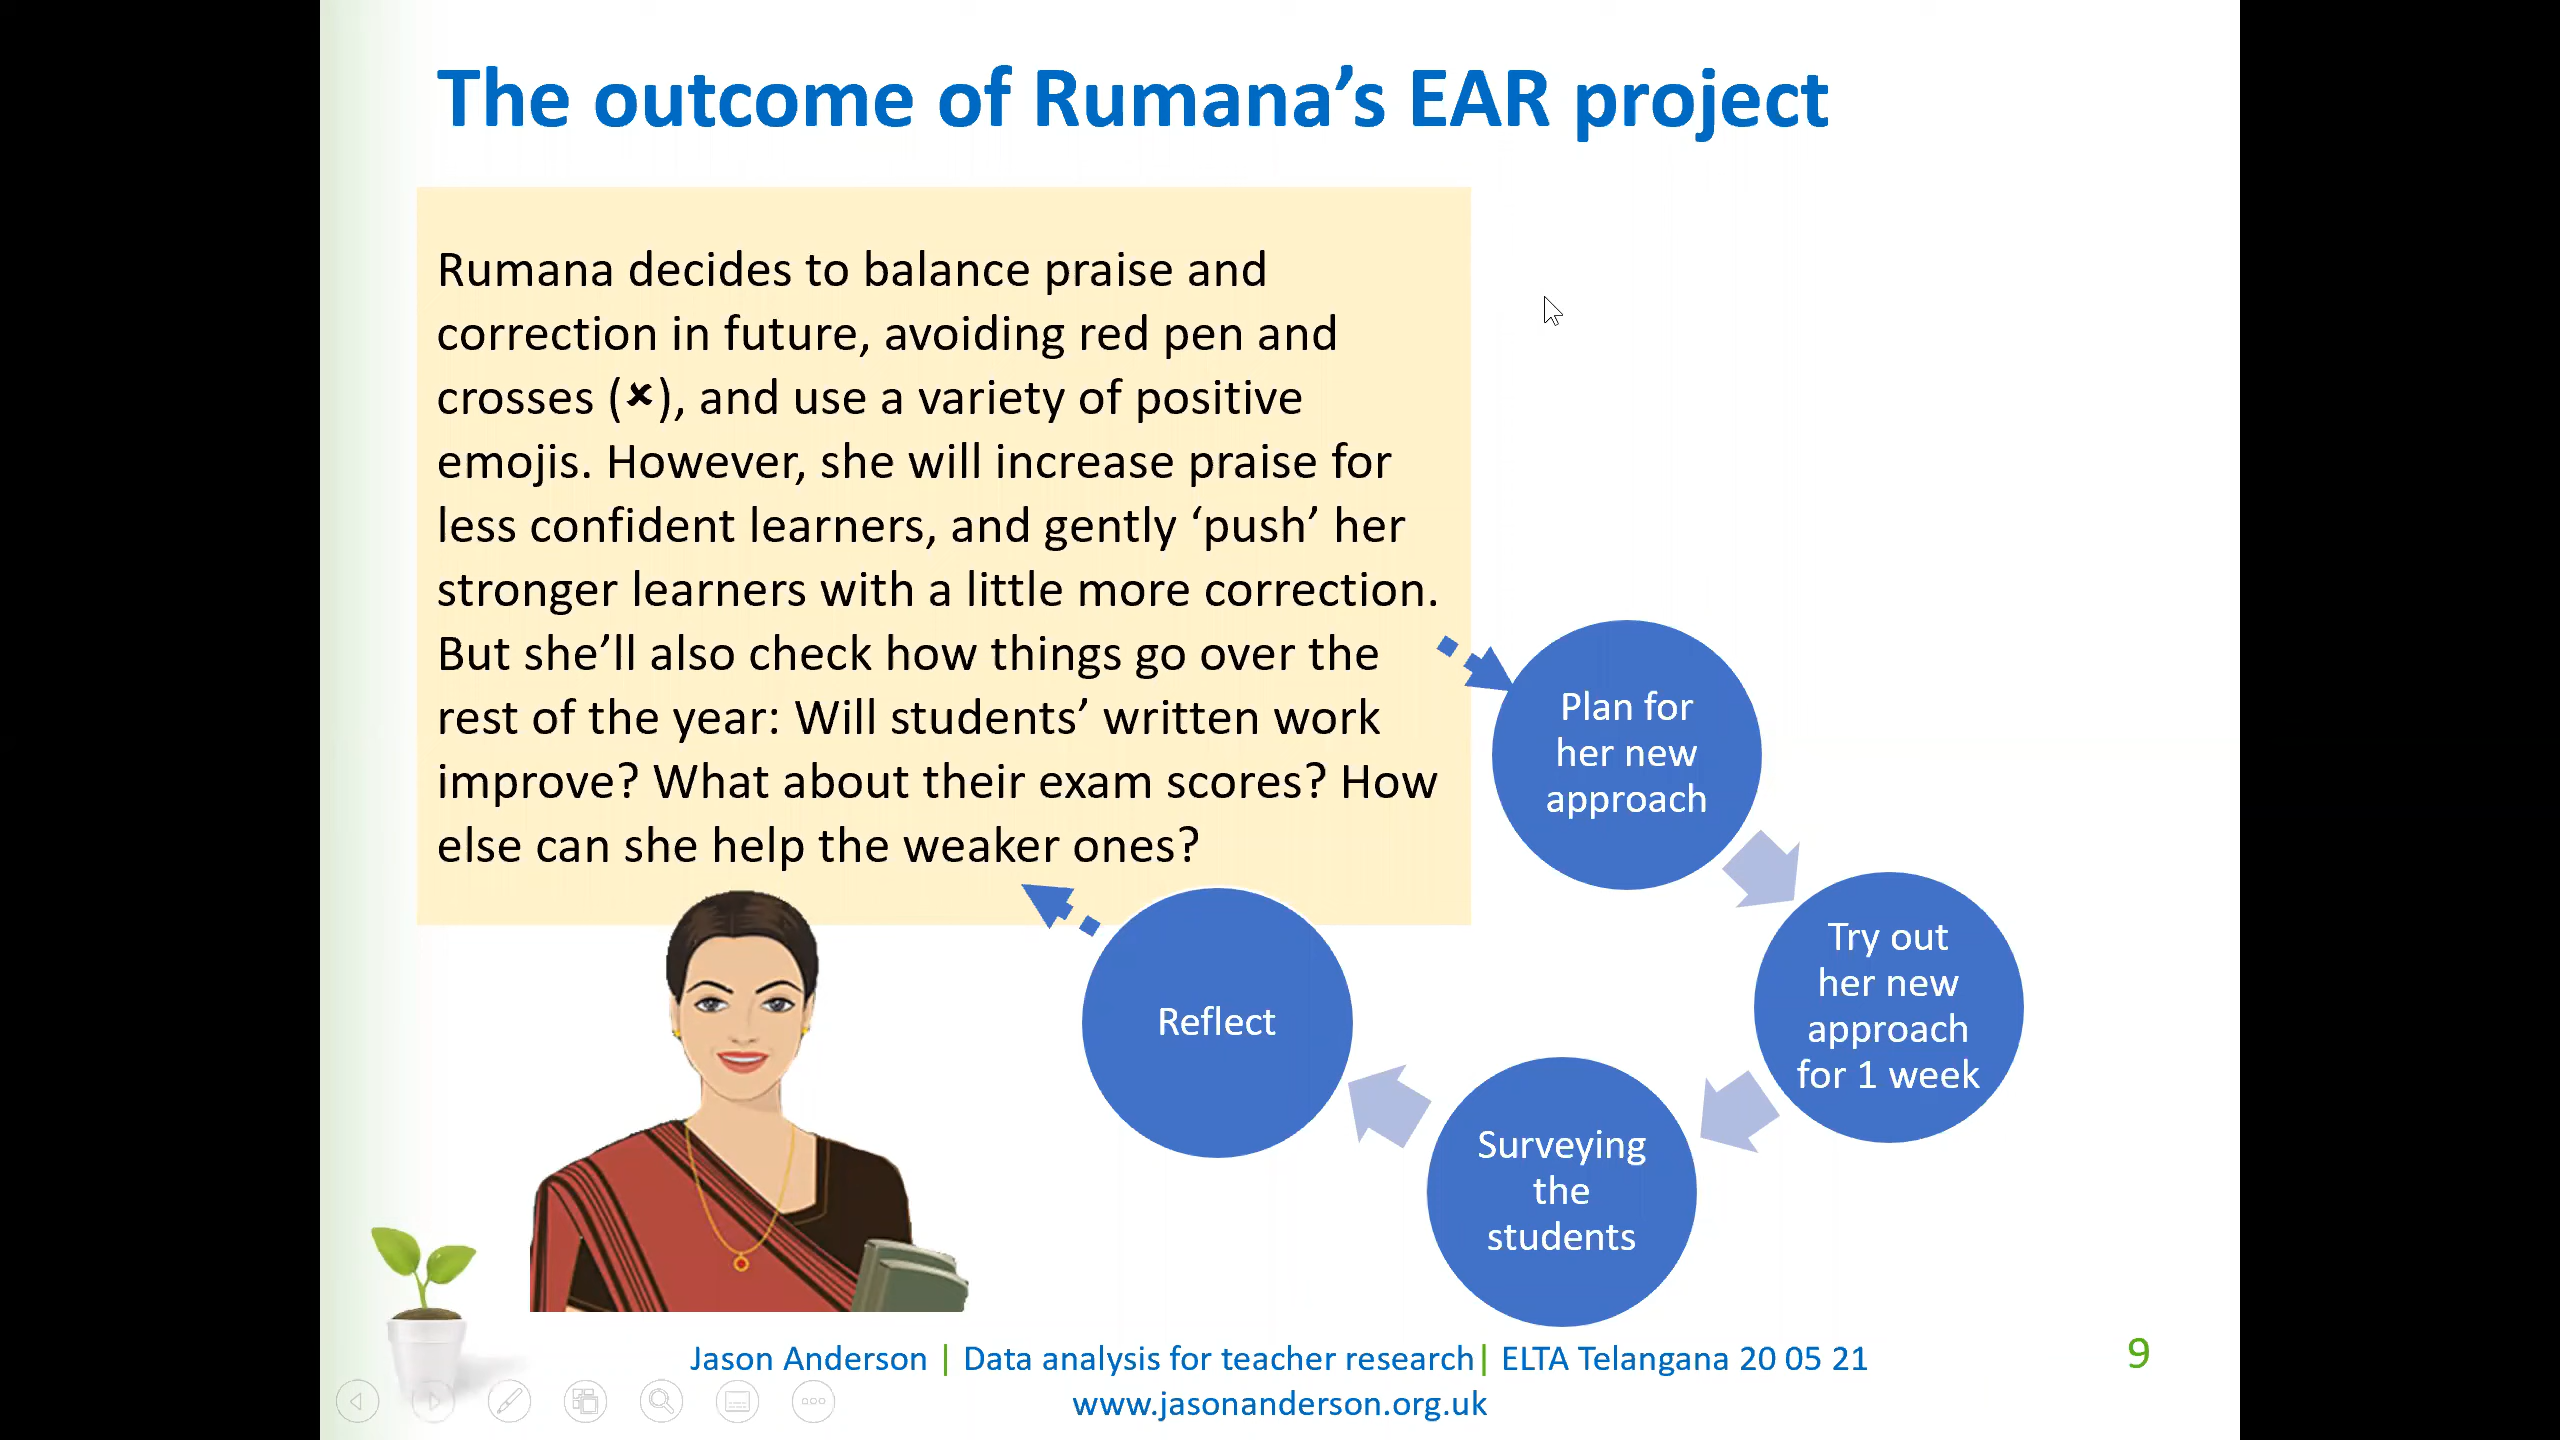 The outcome of Rumana’s EAR project
Rumana decides to balance praise and
correction in future, avoiding red pen and
crosses (✘), and use a variety of positive
emojis. However, she will increase praise for
less confident learners, and gently ‘push’ her
stronger learners with a little more correction.
But she’ll also check how things go over the
rest of the year: Will students’ written work
improve? What about their exam scores? How
else can she help the weaker ones?
Plan for
her new
approach
Try out
her new
approach
for 1 week
Surveying
the
students
Reflect
Jason Anderson | Data analysis for teacher research| ELTA Telangana 20 05 21
www.jasonanderson.org.uk
9